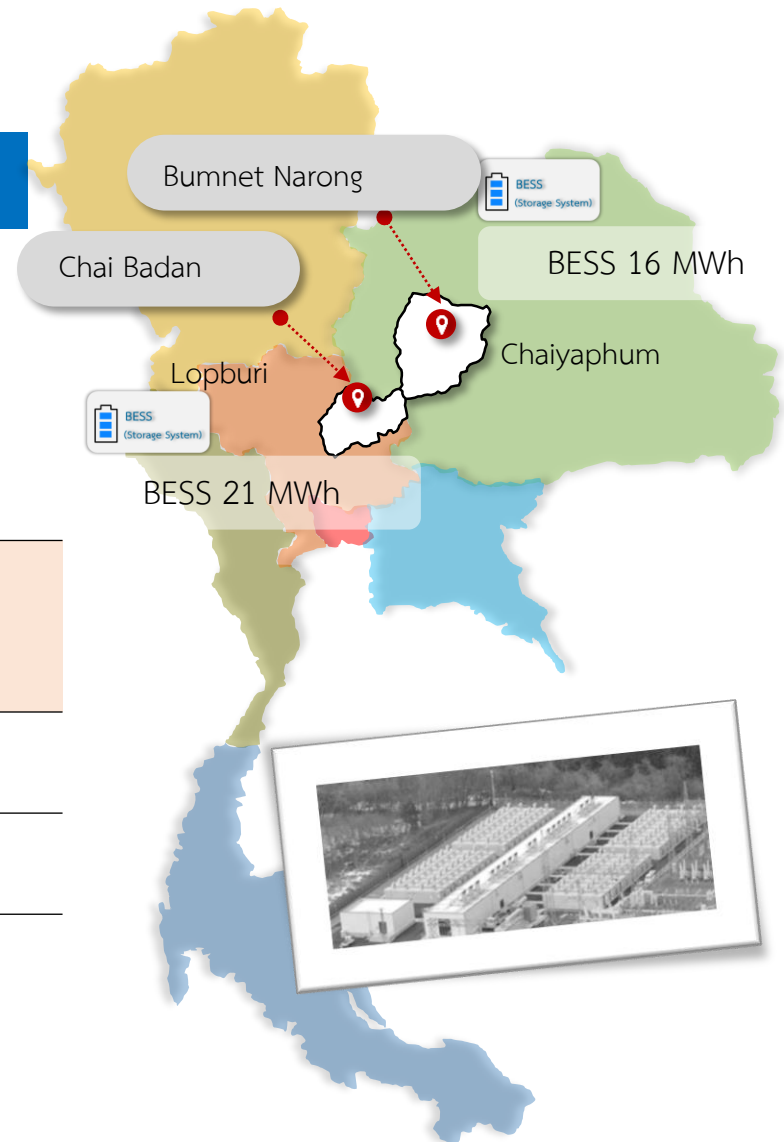 Bumnet Narong
BESS
(Storage System)
BESS 16 MWh
Chai Badan
Chaiyaphum
Lopburi
BESS
(Storage System)
BESS 21 MWh